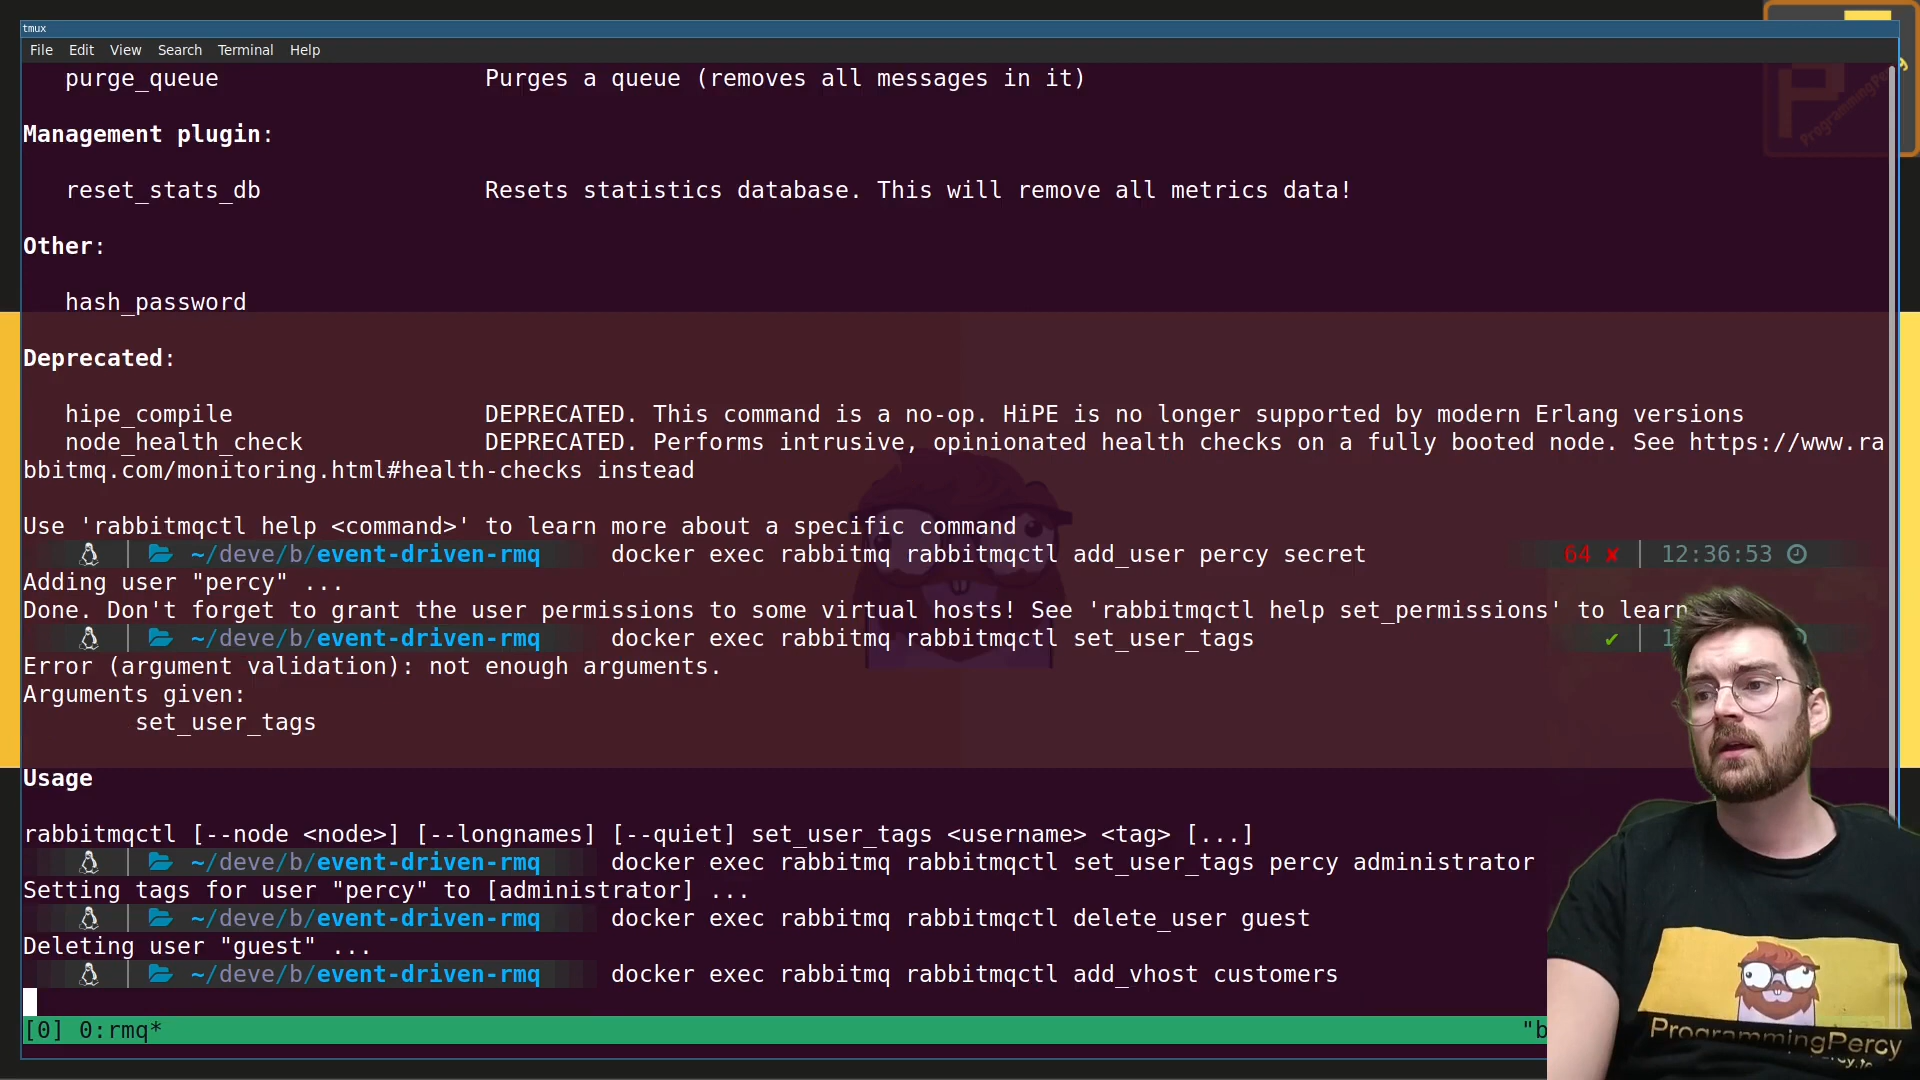 tmux
File Edit View Search Terminal Help
purge_queue Purges a queue (removes all messages in it)
Management plugin:
reset_stats_db Resets statistics database. This will remove all metrics data!
Other:
hash_password
Deprecated:
hipe_compile DEPRECATED. This command is a no-op. HiPE is no longer supported by modern Erlang versions
node_health_check DEPRECATED. Performs intrusive, opinionated health checks on a fully booted node. See https://www.ra
bbitmq.com/monitoring.html#health-checks instead
Use 'rabbitmqctl help <command>' to learn more about a specific command
~/deve/b/event-driven-rmq docker exec rabbitmq rabbitmqctl add_user percy secret 64 ✘ 12:36:53
Adding user "percy" ...
Done. Don't forget to grant the user permissions to some virtual hosts! See 'rabbitmqctl help set_permissions' to learn
~/deve/b/event-driven-rmq docker exec rabbitmq rabbitmqctl set_user_tags ✔
Error (argument validation): not enough arguments.
Arguments given:
set_user_tags
Usage
rabbitmqctl [--node <node>] [--longnames] [--quiet] set_user_tags <username> <tag> [...]
~/deve/b/event-driven-rmq docker exec rabbitmq rabbitmqctl set_user_tags percy administrator
Setting tags for user "percy" to [administrator] ...
~/deve/b/event-driven-rmq docker exec rabbitmq rabbitmqctl delete_user guest
Deleting user "guest" ...
~/deve/b/event-driven-rmq docker exec rabbitmq rabbitmqctl add_vhost customers
[0] 0:rmq* "b
ProgrammingPercy
ProgrammingPercy